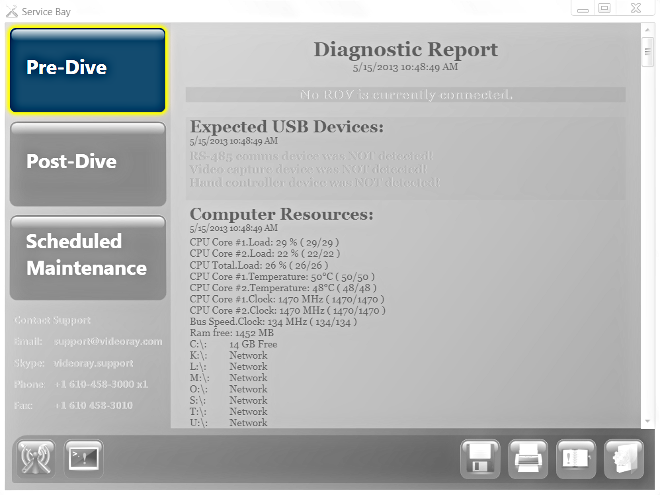 Service Bay
Pre-Dive
Post-Dive
Scheduled
Maintenance
Contact Support
Email: support@videoray.com
Skype: videoray.support
Phone: +1 610-458-3000 x1
Fax: +1 610 458-3010
Diagnostic Report
5/15/2013 10:48:49 AM
No ROV is currently connected.
Expected USB Devices:
5/15/2013 10:48:49 AM
RS-485 comms device was NOT detected!
Video capture device was NOT detected!
Hand controller device was NOT detected!
Computer Resources:
5/15/2013 10:48:49 AM
CPU Core #1.Load: 29 % ( 29/29 )
CPU Core #2.Load: 22 % ( 22/22 )
CPU Total.Load: 26 % ( 26/26 )
CPU Core #1.Temperature: 50°C ( 50/50 )
CPU Core #2.Temperature: 48°C ( 48/48 )
CPU Core #1.Clock: 1470 MHz ( 1470/1470 )
CPU Core #2.Clock: 1470 MHz ( 1470/1470 )
Bus Speed.Clock: 134 MHz ( 134/134 )
Ram free: 1452 MB
C:\: 14 GB Free
K:\: Network
L:\: Network
M:\: Network
O:\: Network
S:\: Network
T:\: Network
U:\: Network